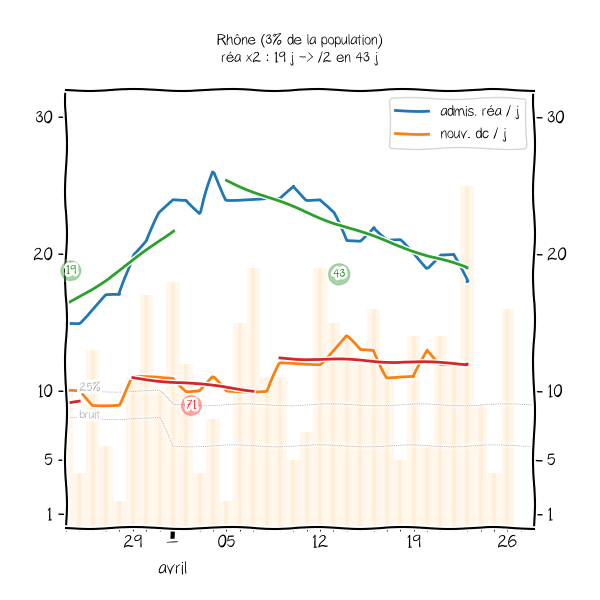 Rhône (3% de la population)
réa x2 : 19 j -> /2 en 43 j
admis. réa / j
nouv. dc / j
30 30
20 20
19
43
10 10
25%
71
bruit
5 5
1 1
29 1 05 12 19 26
avril